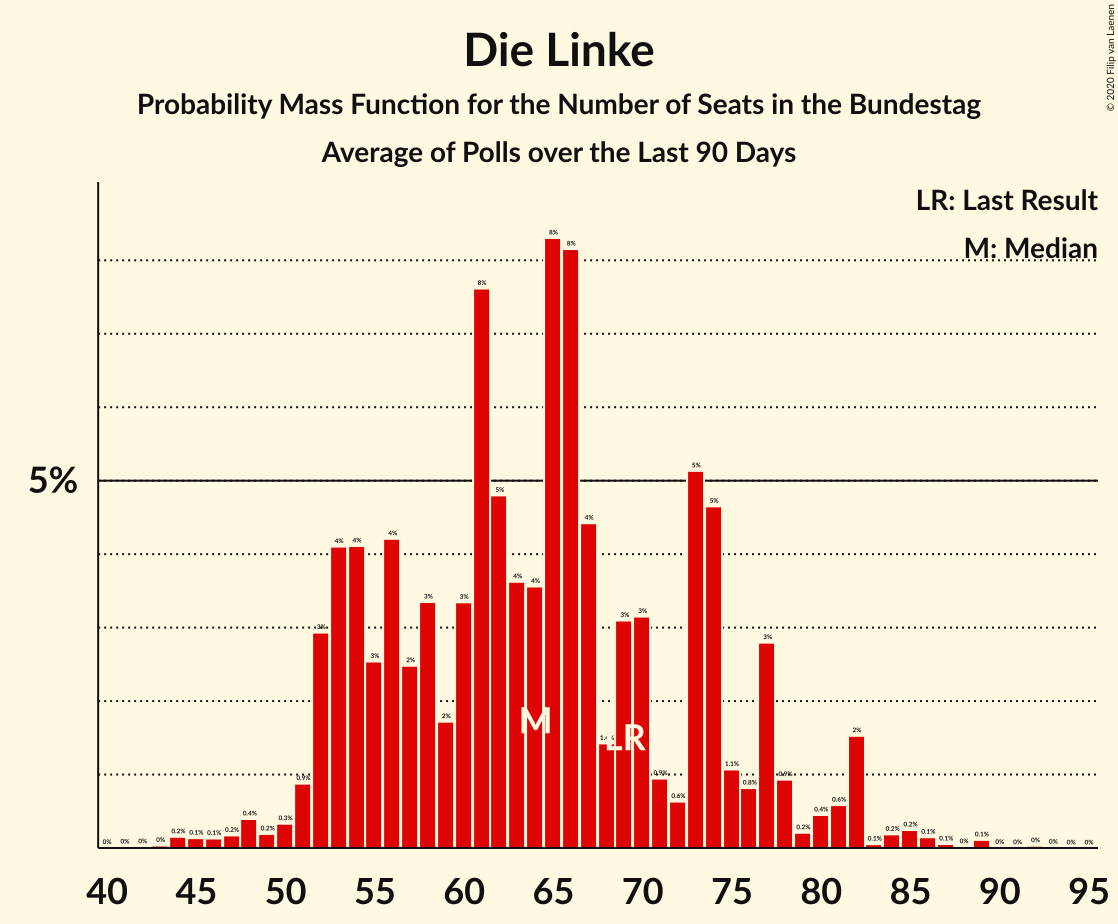 Die Linke
Probability Mass Function for the Number of Seats in the Bundestag
Average of Polls over the Last 90 Days
© 2020 Filip van Laenen
LR: Last Result
M: Median
5%
0% 0% 0% 0% 0.2% 0.1% 0.1% 0.2% 0.4% 0.2% 0.3% 0.9% 3% 4% 4% 3% 4% 2% 3% 2% 3% 8% 5% 4% 4% 8% 8% 4% 3% 3% 0.9% 0.6% 5% 5% 1.1% 0.8% 3% 0.9% 0.2% 0.4% 0.6% 2% 0.1% 0.2% 0.2% 0.1% 0.1% 0% 0.1% 0% 0% 0% 0% 0% 0%
M
LR
40 45 50 55 60 65 70 75 80 85 90 95